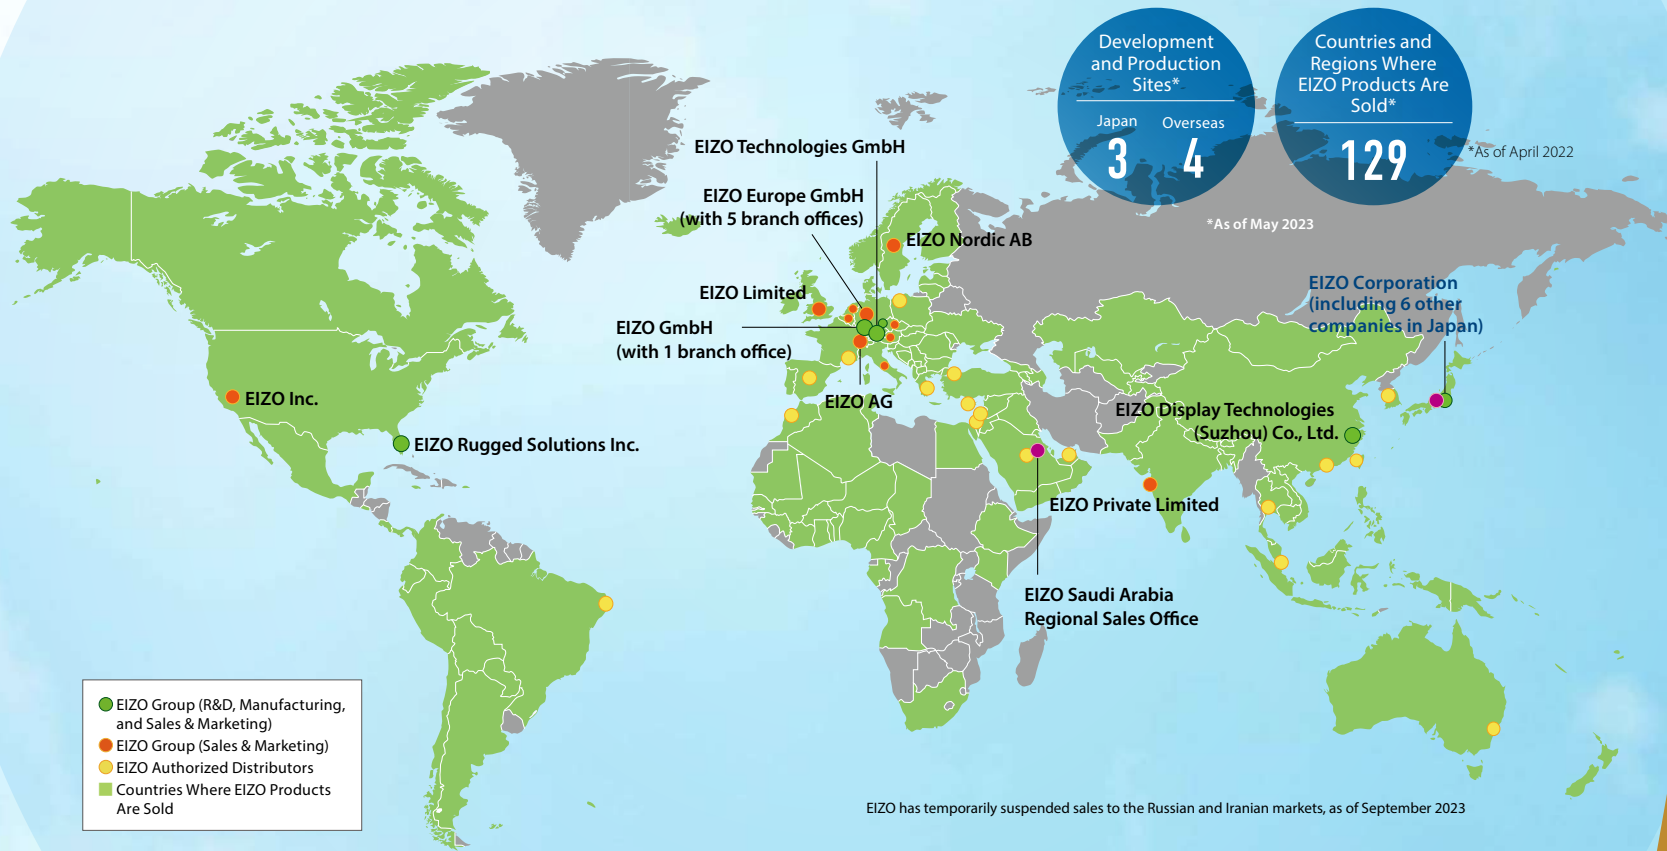 Development
and Production
Sites*
Japan
3
Overseas
4
*As of May 2023
Countries and
Regions Where
EIZO Products Are
Sold*
129
*As of April 2022
EIZO Technologies GmbH
EIZO Europe GmbH
(with 5 branch offices)
EIZO Nordic AB
EIZO Limited
EIZO GmbH
(with 1 branch office)
EIZO AG
EIZO Corporation
(including 6 other
companies in Japan)
EIZO Inc.
EIZO Rugged Solutions Inc.
EIZO Display Technologies
(Suzhou) Co., Ltd.
EIZO Private Limited
EIZO Saudi Arabia
Regional Sales Office
EIZO Group (R&D, Manufacturing,
and Sales & Marketing)
EIZO Group (Sales & Marketing)
EIZO Authorized Distributors
Countries Where EIZO Products
Are Sold
EIZO has temporarily suspended sales to the Russian and Iranian markets, as of September 2023